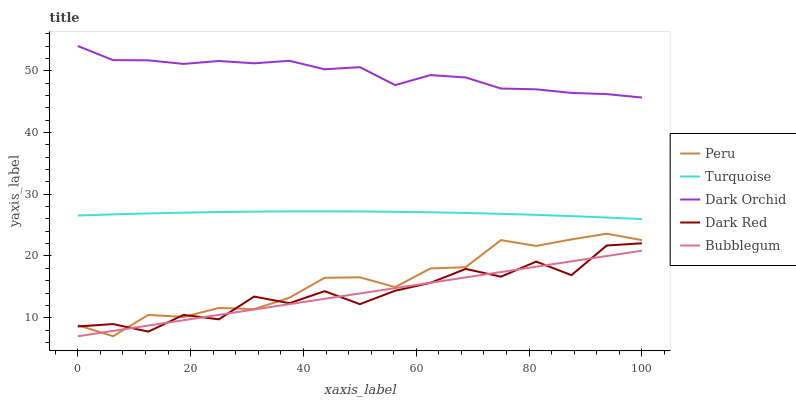 title
yaxis_label
50
40
30
20
10
0
20
40
60
80
100
xaxis_label
Peru
Turquoise
Dark Orchid
Dark Red
Bubblegum